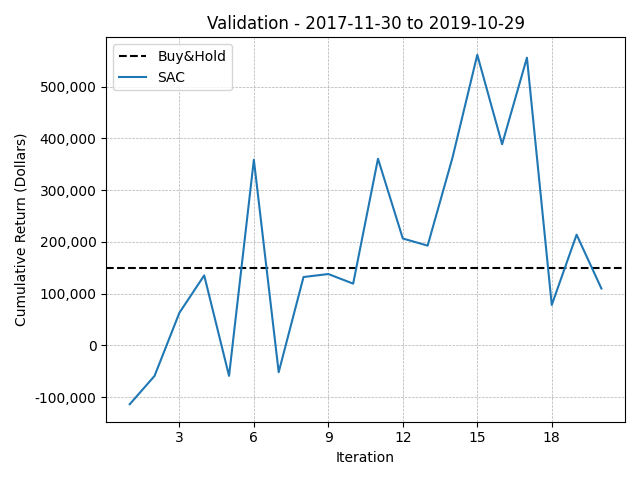 Validation - 2017-11-30 to 2019-10-29
Buy&Hold
SAC
Cumulative Return (Dollars)
500,000
400,000
300,000
200,000
100,000
0
-100,000
3 6 9 12 15 18
Iteration